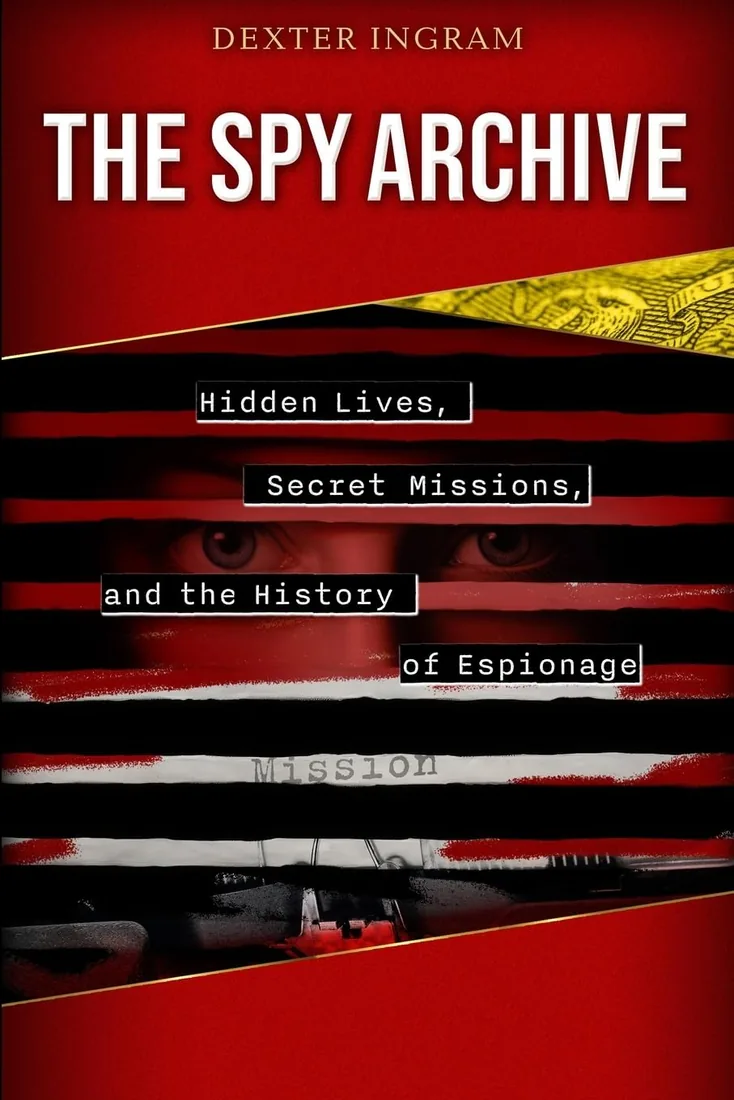 DEXTER INGRAM
THE SPY ARCHIVE
Hidden Lives,
Secret Missions,
and the History
of Espionage
Mission